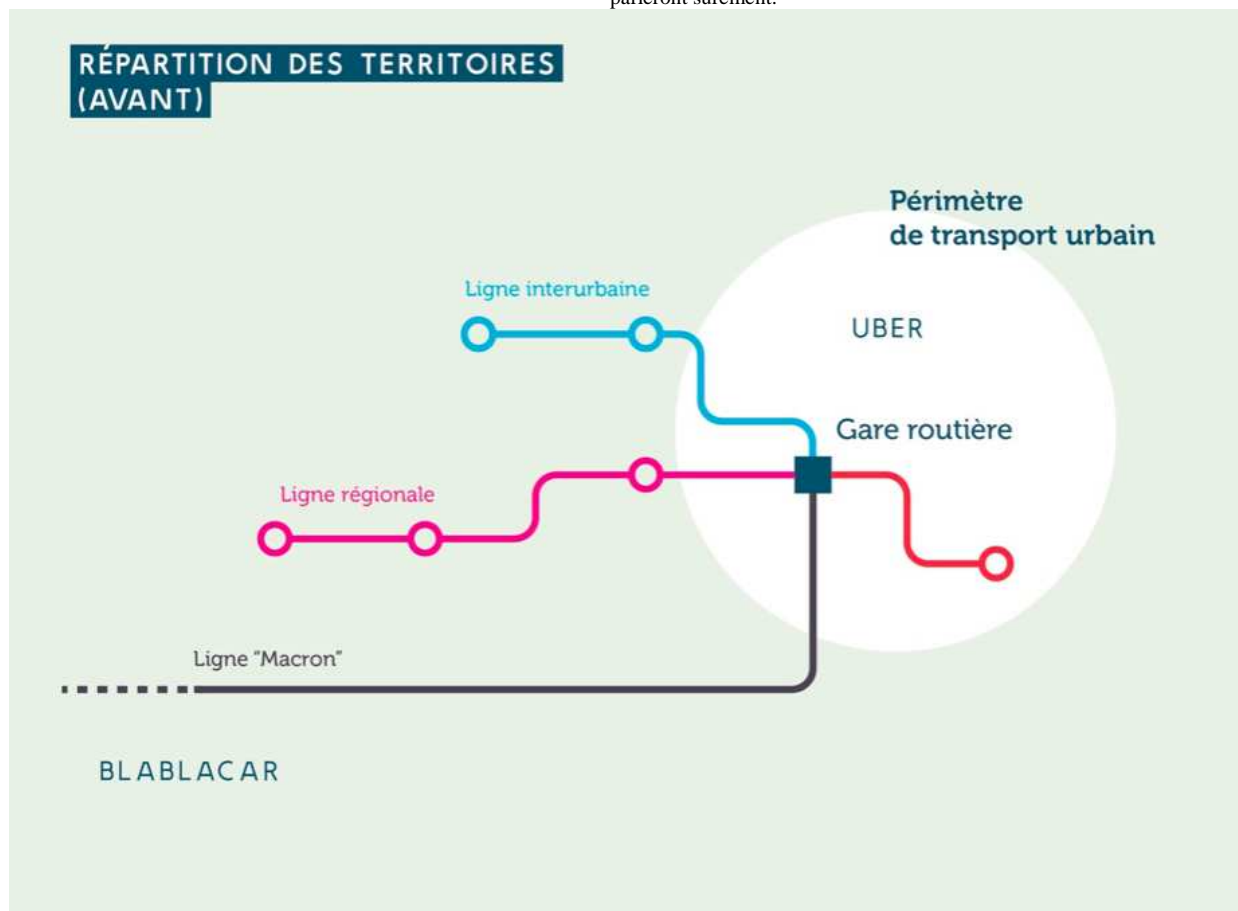 RÉPARTITION DES TERRITOIRES
(AVANT)
Périmètre
de transport urbain
Ligne interurbaine
UBER
Gare routière
Ligne régionale
Ligne "Macron"
BLABLACAR